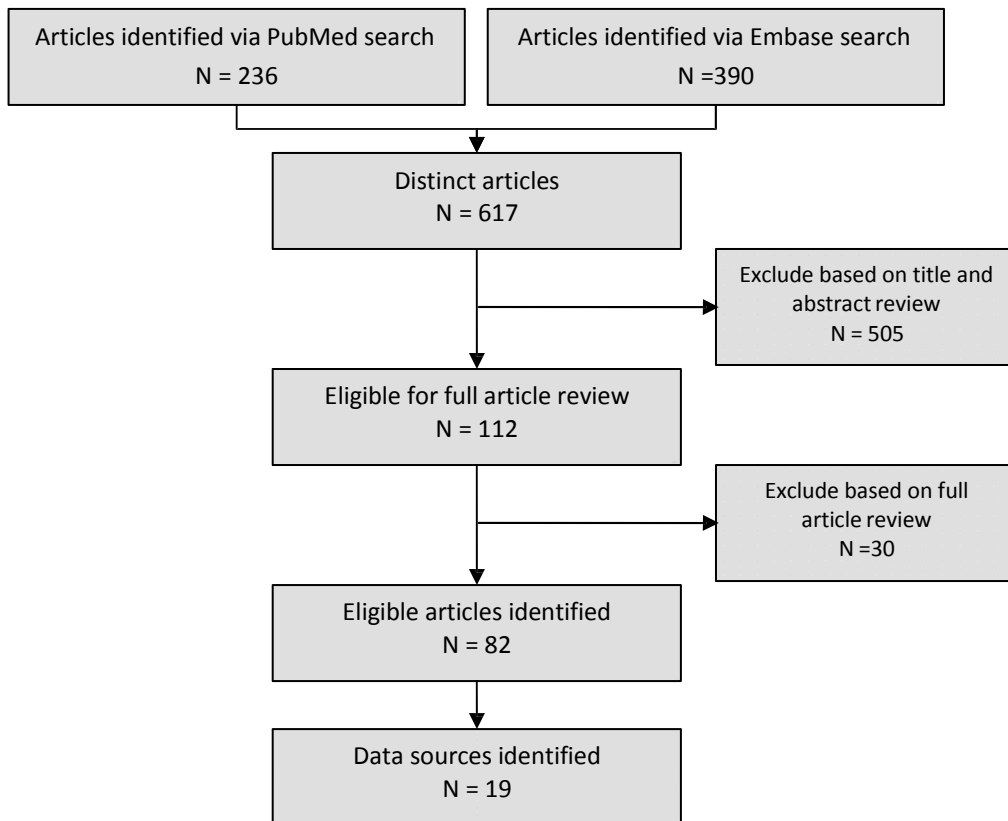 Articles identified via PubMed search
N = 236
Articles identified via Embase search
N =390
Distinct articles
N = 617
Exclude based on title and
abstract review
N = 505
Eligible for full article review
N = 112
Exclude based on full
article review
N =30
Eligible articles identified
N = 82
Data sources identified
N = 19